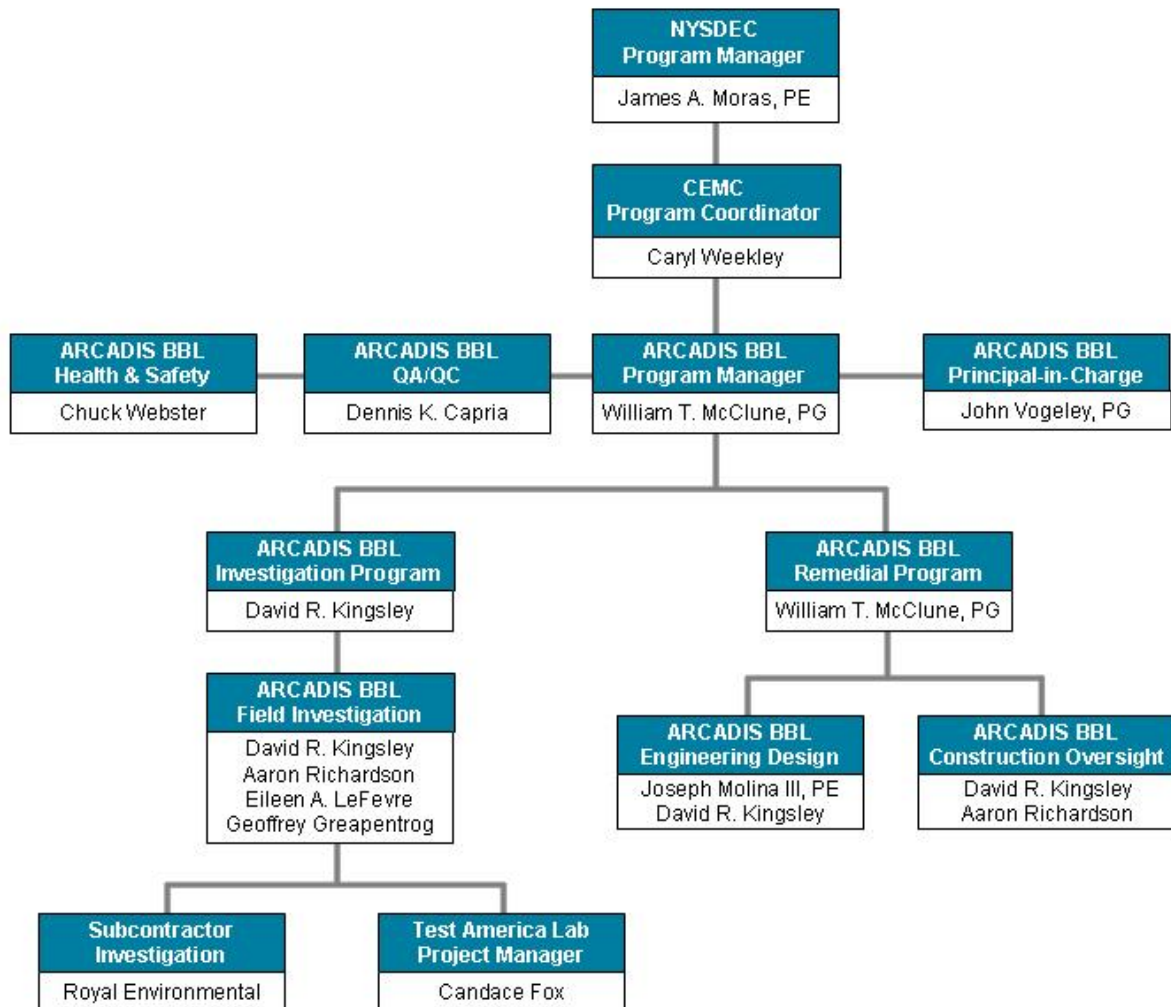 NYSDEC
Program Manager
James A. Moras, PE
CEMC
Program Coordinator
Caryl Weekley
ARCADIS BBL
Health & Safety
Chuck Webster
ARCADIS BBL
QA/QC
Dennis K. Capria
ARCADIS BBL
Program Manager
William T. McClune, PG
ARCADIS BBL
Principal-in-Charge
John Vogeley, PG
ARCADIS BBL
Investigation Program
David R. Kingsley
ARCADIS BBL
Remedial Program
William T. McClune, PG
ARCADIS BBL
Field Investigation
David R. Kingsley
Aaron Richardson
Eileen A. LeFevre
Geoffrey Greapentrog
ARCADIS BBL
Engineering Design
Joseph Molina III, PE
David R. Kingsley
ARCADIS BBL
Construction Oversight
David R. Kingsley
Aaron Richardson
Subcontractor
Investigation
Royal Environmental
Test America Lab
Project Manager
Candace Fox